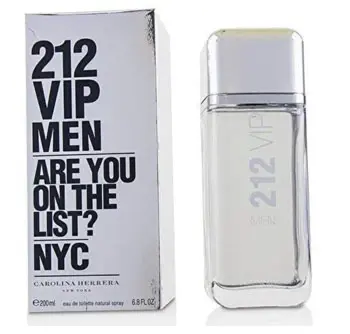 212
VIP
MEN
ARE YOU
ON THE
LIST?
NYC
CAROLINA HERRERA
NEW YORK
℮200ml eau de toilette natural spray 6.8 FL.OZ.
212 VIP
MEN